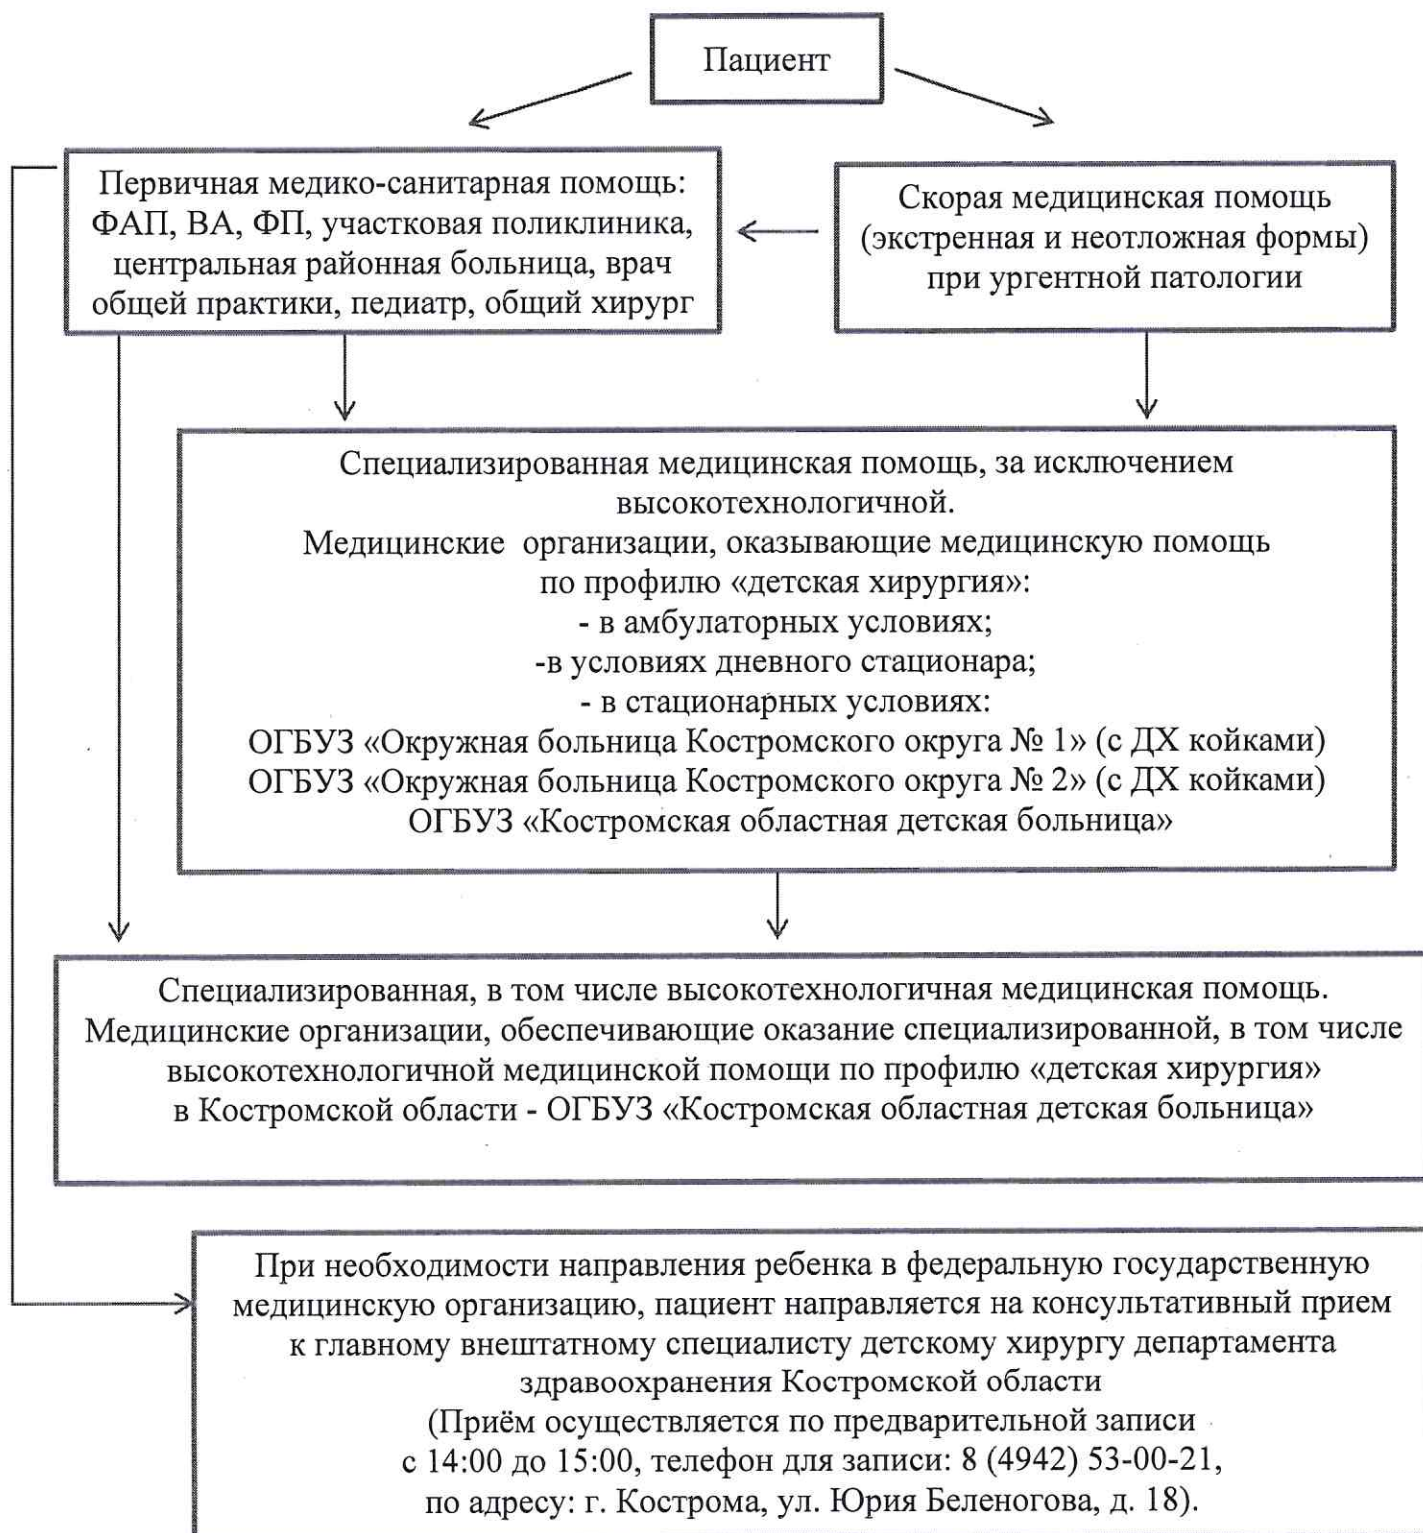 Пациент
Первичная медико-санитарная помощь:
ФАП, ВА, ФП, участковая поликлиника,
центральная районная больница, врач
общей практики, педиатр, общий хирург
Скорая медицинская помощь
(экстренная и неотложная формы)
при ургентной патологии
Специализированная медицинская помощь, за исключением
высокотехнологичной.
Медицинские организации, оказывающие медицинскую помощь
по профилю «детская хирургия»:
- в амбулаторных условиях;
-в условиях дневного стационара;
- в стационарных условиях:
ОГБУЗ «Окружная больница Костромского округа № 1» (с ДХ койками)
ОГБУЗ «Окружная больница Костромского округа № 2» (с ДХ койками)
ОГБУЗ «Костромская областная детская больница»
Специализированная, в том числе высокотехнологичная медицинская помощь.
Медицинские организации, обеспечивающие оказание специализированной, в том числе
высокотехнологичной медицинской помощи по профилю «детская хирургия»
в Костромской области - ОГБУЗ «Костромская областная детская больница»
При необходимости направления ребенка в федеральную государственную
медицинскую организацию, пациент направляется на консультативный прием
к главному внештатному специалисту детскому хирургу департамента
здравоохранения Костромской области
(Приём осуществляется по предварительной записи
с 14:00 до 15:00, телефон для записи: 8 (4942) 53-00-21,
по адресу: г. Кострома, ул. Юрия Беленогова, д. 18).